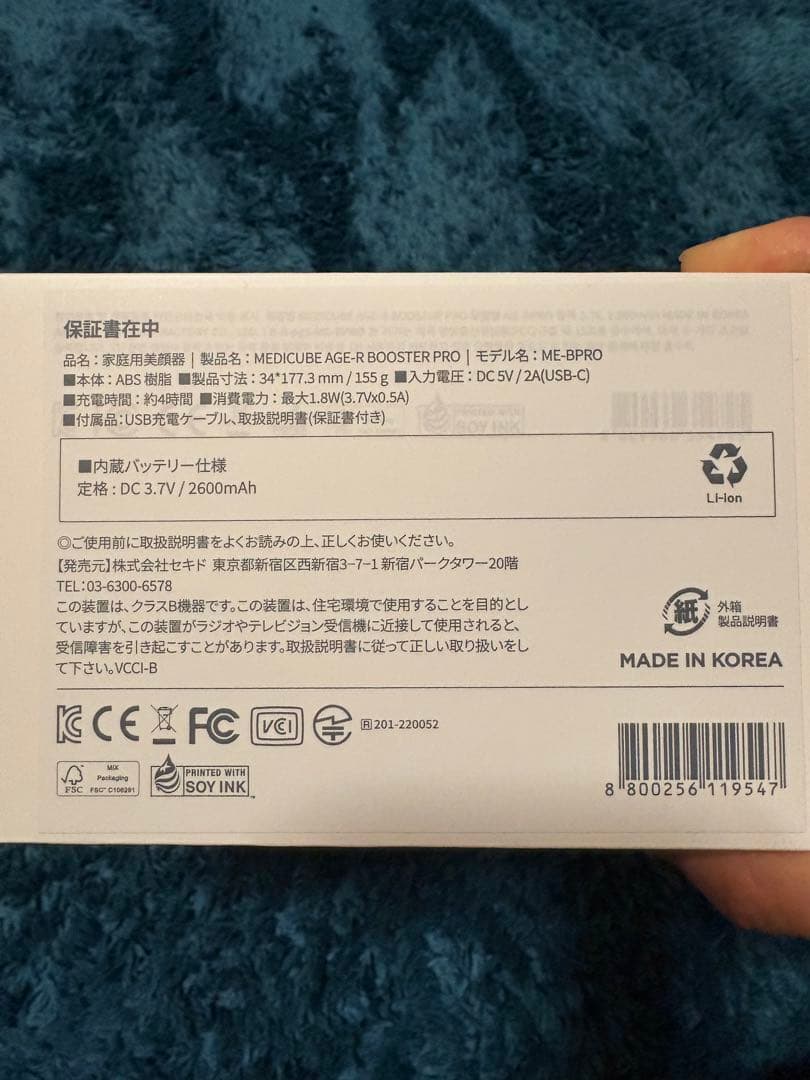 保証書在中
品名：家庭用美顔器 | 製品名：MEDICUBE AGE-R BOOSTER PRO | モデル名：ME-BPRO
■本体：ABS 樹脂 ■製品寸法：34*177.3 mm / 155 g ■入力電圧：DC 5V / 2A(USB-C)
■充電時間：約4時間 ■消費電力：最大1.8W(3.7Vx0.5A)
■付属品：USB充電ケーブル、取扱説明書(保証書付き)
■内蔵バッテリー仕様
定格：DC 3.7V / 2600mAh
Li-ion
◎ご使用前に取扱説明書をよくお読みの上、正しくお使いください。
【発売元】株式会社セキド 東京都新宿区西新宿3-7-1 新宿パークタワー20階
TEL：03-6300-6578
この装置は、クラスB機器です。この装置は、住宅環境で使用することを目的とし
ていますが、この装置がラジオやテレビジョン受信機に近接して使用されると、
受信障害を引き起こすことがあります。取扱説明書に従って正しい取り扱いをし
て下さい。VCCI-B
紙
外箱
製品説明書
MADE IN KOREA
CE FC VCI R 201-220052
FSC
MIX
Packaging
FSC™ C106291
PRINTED WITH
SOY INK™
8 800256 119547